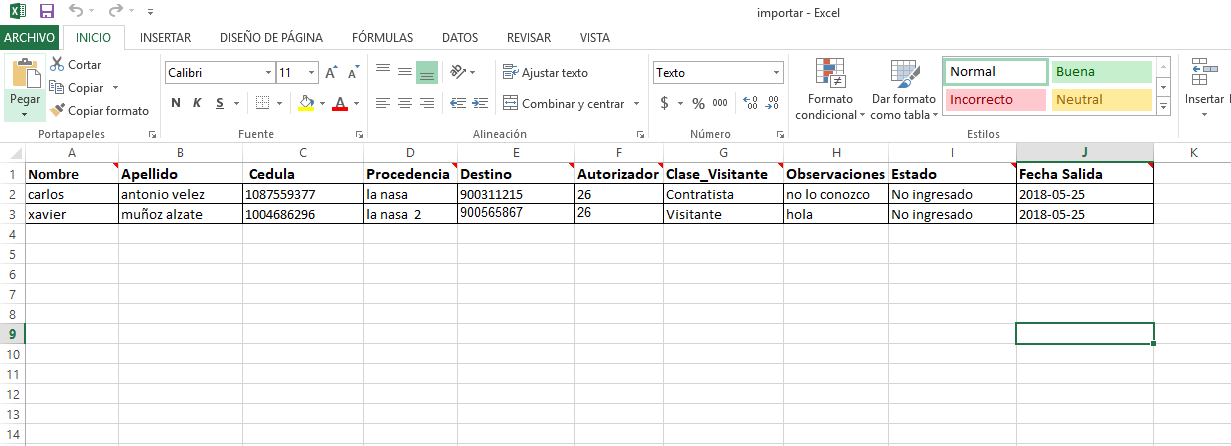 importar - Excel
ARCHIVO INICIO INSERTAR DISEÑO DE PÁGINA FÓRMULAS DATOS REVISAR VISTA
Pegar
Cortar
Copiar
Copiar formato
Portapapeles
Calibri 11 A A
N K S A
Fuente
Ajustar texto
Combinar y centrar
Alineación
Texto
$ % 000
Número
Formato condicional
Dar formato como tabla
Normal Buena
Incorrecto Neutral
Estilos
Insertar
A B C D E F G H I J K
1 Nombre Apellido Cedula Procedencia Destino Autorizador Clase_Visitante Observaciones Estado Fecha Salida
2 carlos antonio velez 1087559377 la nasa 900311215 26 Contratista no lo conozco No ingresado 2018-05-25
3 xavier muñoz alzate 1004686296 la nasa 2 900565867 26 Visitante hola No ingresado 2018-05-25
4
5
6
7
8
9
10
11
12
13
14